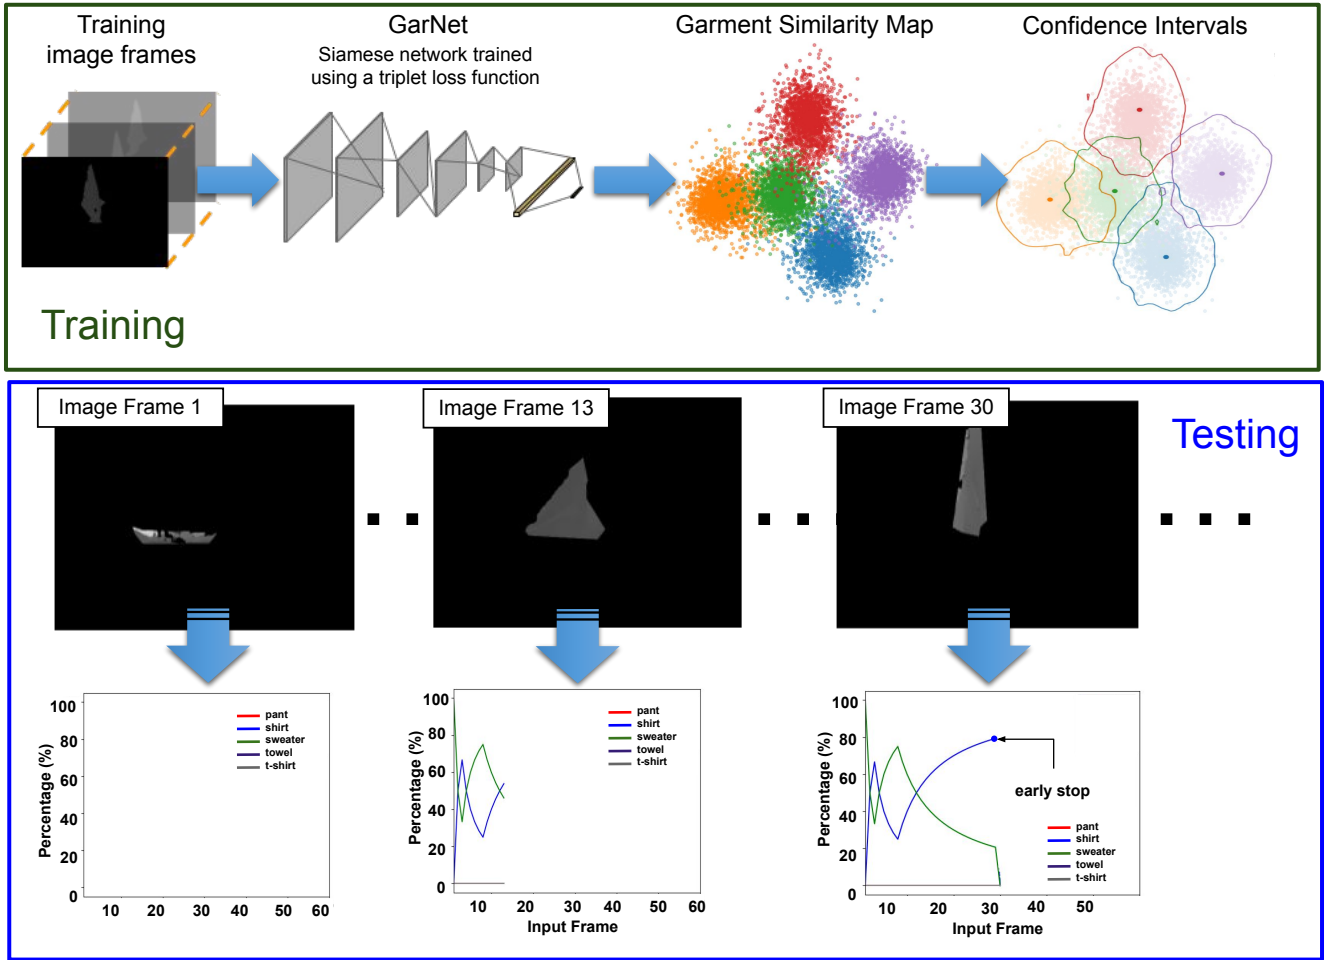 Training
image frames
GarNet
Siamese network trained
using a triplet loss function
Garment Similarity Map
Confidence Intervals
Training
Testing
Image Frame 1
Image Frame 13
Image Frame 30
Percentage (%)
100
80
60
40
20
0
10 20 30 40 50 60
pant
shirt
sweater
towel
t-shirt
Percentage (%)
100
80
60
40
20
0
10 20 30 40 50 60
Input Frame
pant
shirt
sweater
towel
t-shirt
Percentage (%)
100
80
60
40
20
0
10 20 30 40 50
Input Frame
early stop
pant
shirt
sweater
towel
t-shirt